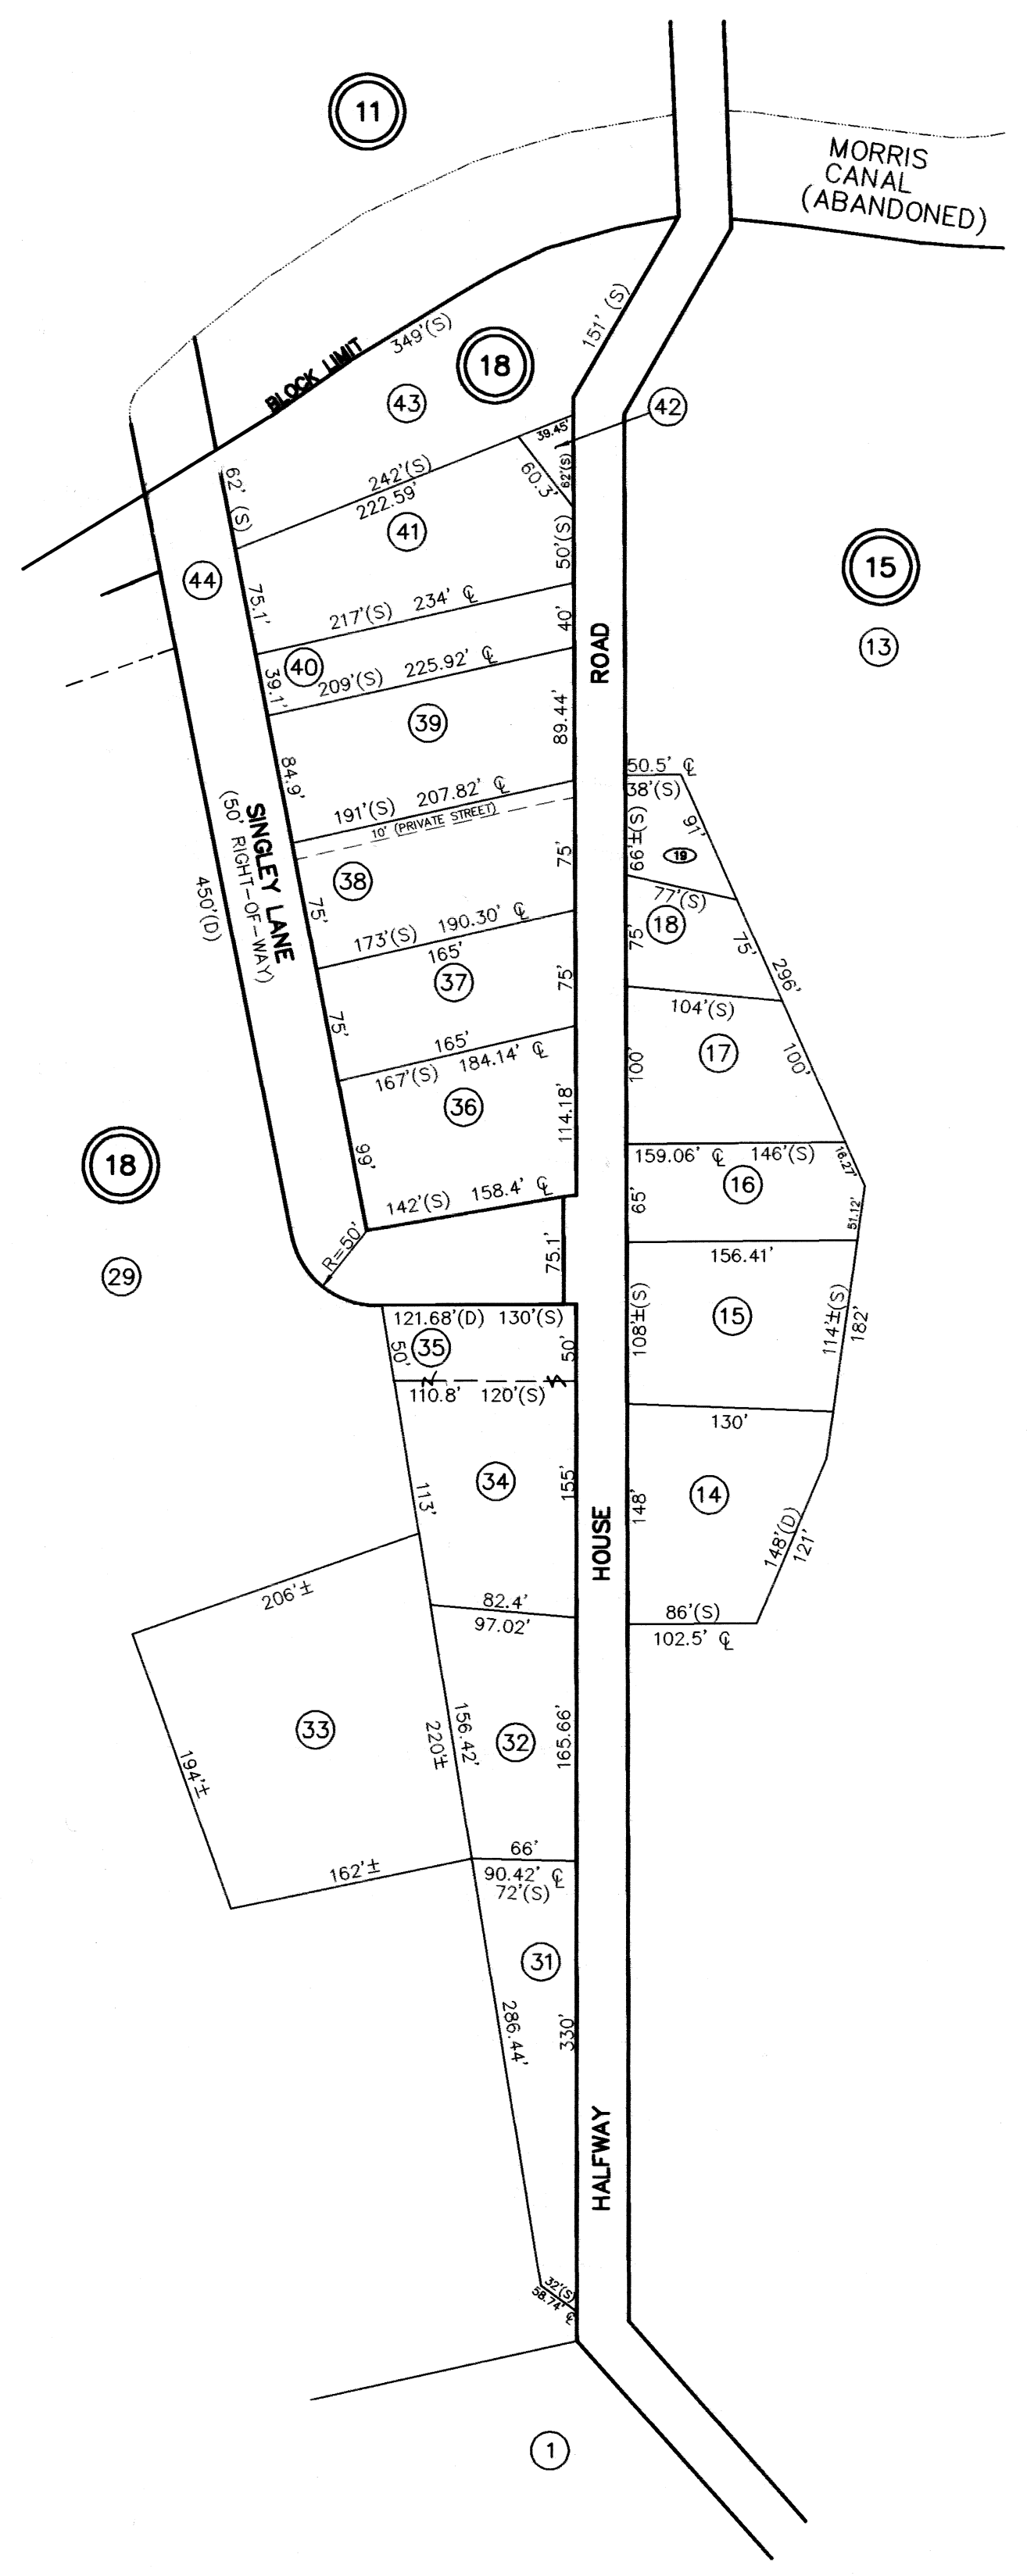 11
MORRIS
CANAL
(ABANDONED)
BLOCK LIMIT
349'(S)
151' (S)
18
43
42
39.45'
62'(S)
60.3'
242'(S)
222.59'
62' (S)
41
50'(S)
44
75.1'
217'(S) 234' ℄
40'
15
13
40
39.1'
209'(S) 225.92' ℄
ROAD
39
89.44'
84.9'
191'(S) 207.82' ℄
10' (PRIVATE STREET)
50.5' ℄
38'(S)
91'
66'±(S)
19
SINGLEY LANE
(50' RIGHT-OF-WAY)
450'(D)
38
75'
75'
77'(S)
18
75'
75'
296'
173'(S) 190.30' ℄
165'
37
75'
75'
104'(S)
17
100'
100'
165'
167'(S) 184.14' ℄
36
114.18'
99'
159.06' ℄ 146'(S)
16.27'
16
65'
51.12'
18
29
142'(S) 158.4' ℄
R=50'
75.1'
156.41'
15
108'±(S)
114'±(S)
182'
121.68'(D) 130'(S)
35
50'
50'
110.8' 120'(S)
130'
34
155'
113'
14
148'
148'(D)
121'
HOUSE
206'±
82.4'
97.02'
86'(S)
102.5' ℄
33
194'±
220'±
156.42'
32
165.66'
162'±
66'
90.42' ℄
72'(S)
31
286.44'
330'
HALFWAY
32'(S)
58.74' ℄
1